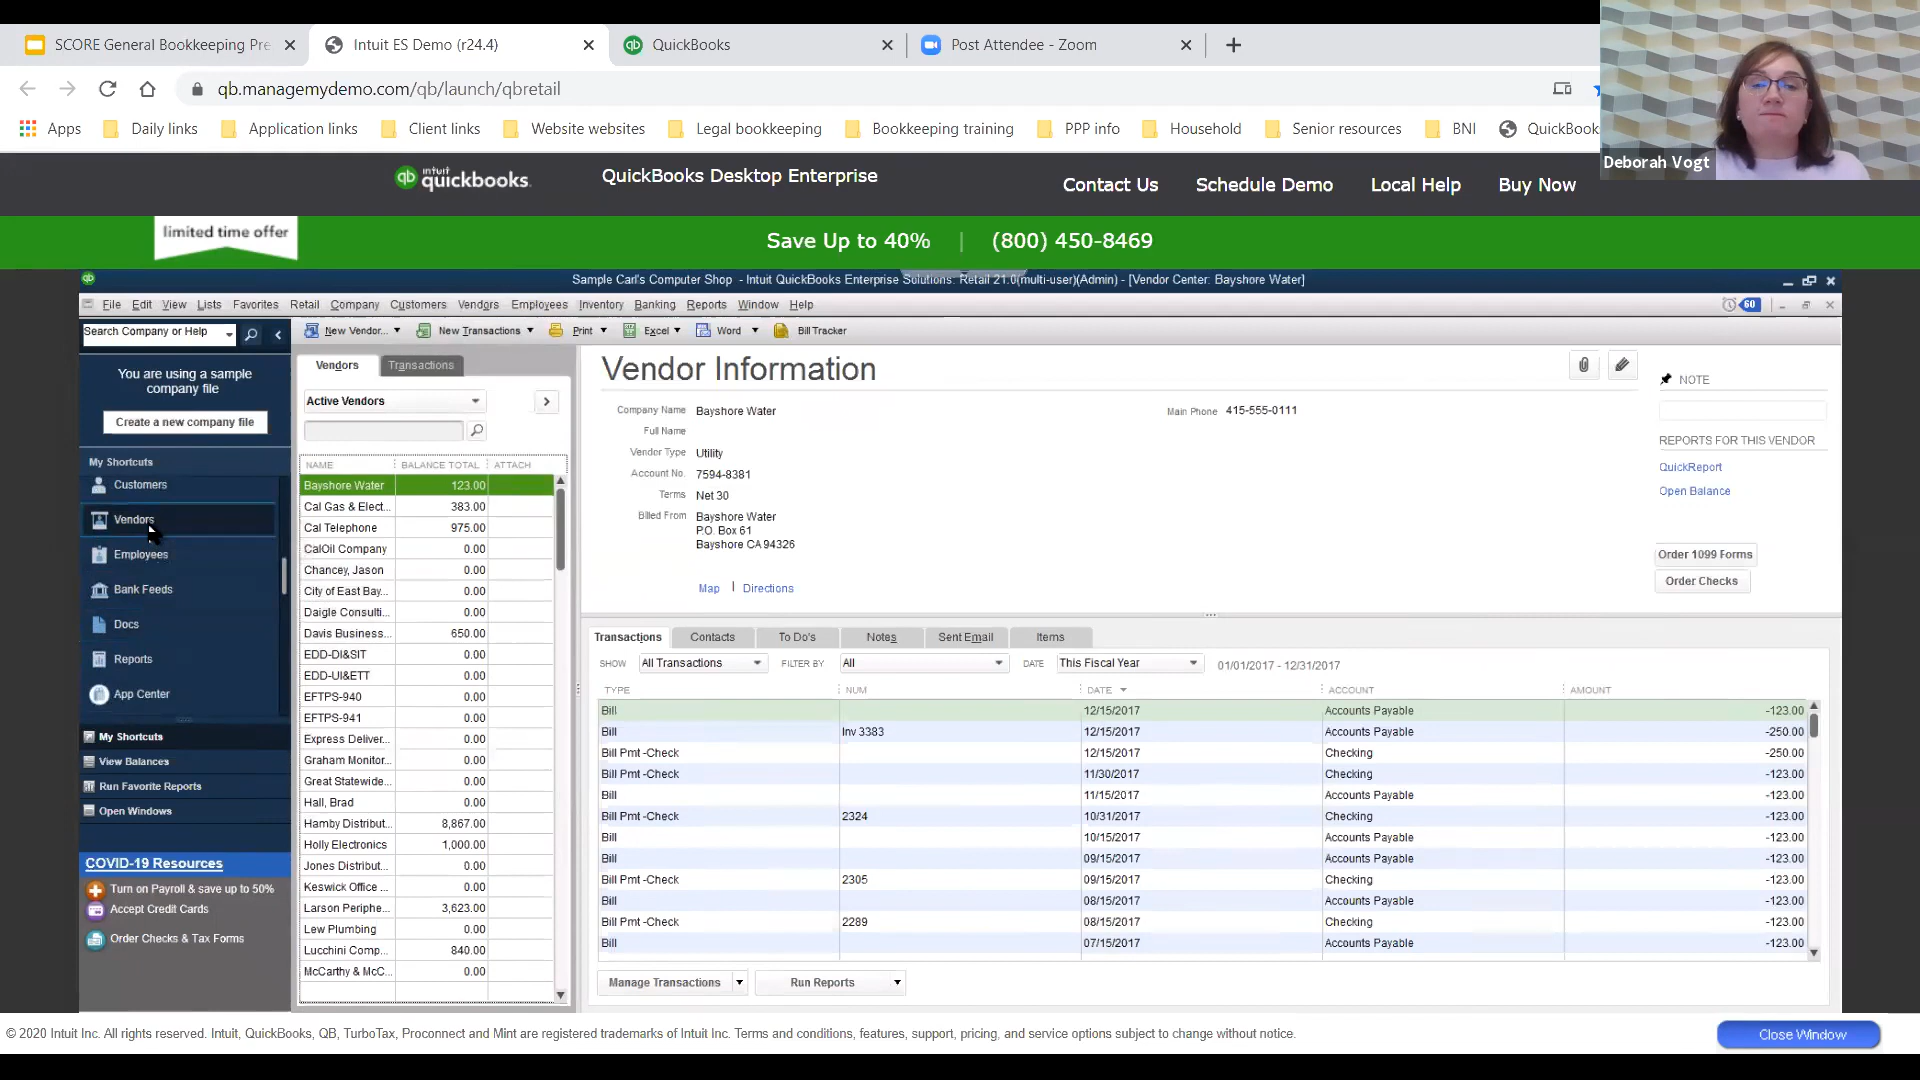 SCORE General Bookkeeping Pre
Intuit ES Demo (r24.4)
QuickBooks
Post Attendee - Zoom
qb.managemydemo.com/qb/launch/qbretail
Apps
Daily links
Application links
Client links
Website websites
Legal bookkeeping
Bookkeeping training
PPP info
Household
Senior resources
BNI
QuickBook
Deborah Vogt
intuit
qb quickbooks.
QuickBooks Desktop Enterprise
Contact Us
Schedule Demo
Local Help
Buy Now
limited time offer
Save Up to 40% | (800) 450-8469
qb
Sample Carl's Computer Shop - Intuit QuickBooks Enterprise Solutions: Retail 21.0(multi-user)(Admin) - [Vendor Center: Bayshore Water]
File Edit View Lists Favorites Retail Company Customers Vendors Employees Inventory Banking Reports Window Help
60
Search Company or Help
New Vendor...
New Transactions
Print
Excel
Word
Bill Tracker
You are using a sample
company file
Create a new company file
My Shortcuts
Customers
Vendors
Employees
Bank Feeds
Docs
Reports
App Center
My Shortcuts
View Balances
Run Favorite Reports
Open Windows
COVID-19 Resources
Turn on Payroll & save up to 50%
Accept Credit Cards
Order Checks & Tax Forms
Vendors
Transactions
Active Vendors
NAME BALANCE TOTAL ATTACH
Bayshore Water 123.00
Cal Gas & Elect... 383.00
Cal Telephone 975.00
CalOil Company 0.00
Chancey, Jason 0.00
City of East Bay... 0.00
Daigle Consulti... 0.00
Davis Business... 650.00
EDD-DI&SIT 0.00
EDD-UI&ETT 0.00
EFTPS-940 0.00
EFTPS-941 0.00
Express Deliver... 0.00
Graham Monitor... 0.00
Great Statewide... 0.00
Hall, Brad 0.00
Hamby Distribut... 8,867.00
Holly Electronics 1,000.00
Jones Distribut... 0.00
Keswick Office ... 0.00
Larson Periphe... 3,623.00
Lew Plumbing 0.00
Lucchini Comp... 840.00
McCarthy & McC... 0.00
Vendor Information
Company Name Bayshore Water
Full Name
Vendor Type Utility
Account No. 7594-8381
Terms Net 30
Billed From Bayshore Water
P.O. Box 61
Bayshore CA 94326
Map | Directions
Main Phone 415-555-0111
NOTE
REPORTS FOR THIS VENDOR
QuickReport
Open Balance
Order 1099 Forms
Order Checks
Transactions
Contacts
To Do's
Notes
Sent Email
Items
SHOW All Transactions FILTER BY All DATE This Fiscal Year 01/01/2017 - 12/31/2017
TYPE NUM DATE ACCOUNT AMOUNT
Bill 12/15/2017 Accounts Payable -123.00
Bill Inv 3383 12/15/2017 Accounts Payable -250.00
Bill Pmt -Check 12/15/2017 Checking -250.00
Bill Pmt -Check 11/30/2017 Checking -123.00
Bill 11/15/2017 Accounts Payable -123.00
Bill Pmt -Check 2324 10/31/2017 Checking -123.00
Bill 10/15/2017 Accounts Payable -123.00
Bill 09/15/2017 Accounts Payable -123.00
Bill Pmt -Check 2305 09/15/2017 Checking -123.00
Bill 08/15/2017 Accounts Payable -123.00
Bill Pmt -Check 2289 08/15/2017 Checking -123.00
Bill 07/15/2017 Accounts Payable -123.00
Manage Transactions
Run Reports
© 2020 Intuit Inc. All rights reserved. Intuit, QuickBooks, QB, TurboTax, Proconnect and Mint are registered trademarks of Intuit Inc. Terms and conditions, features, support, pricing, and service options subject to change without notice.
Close Window